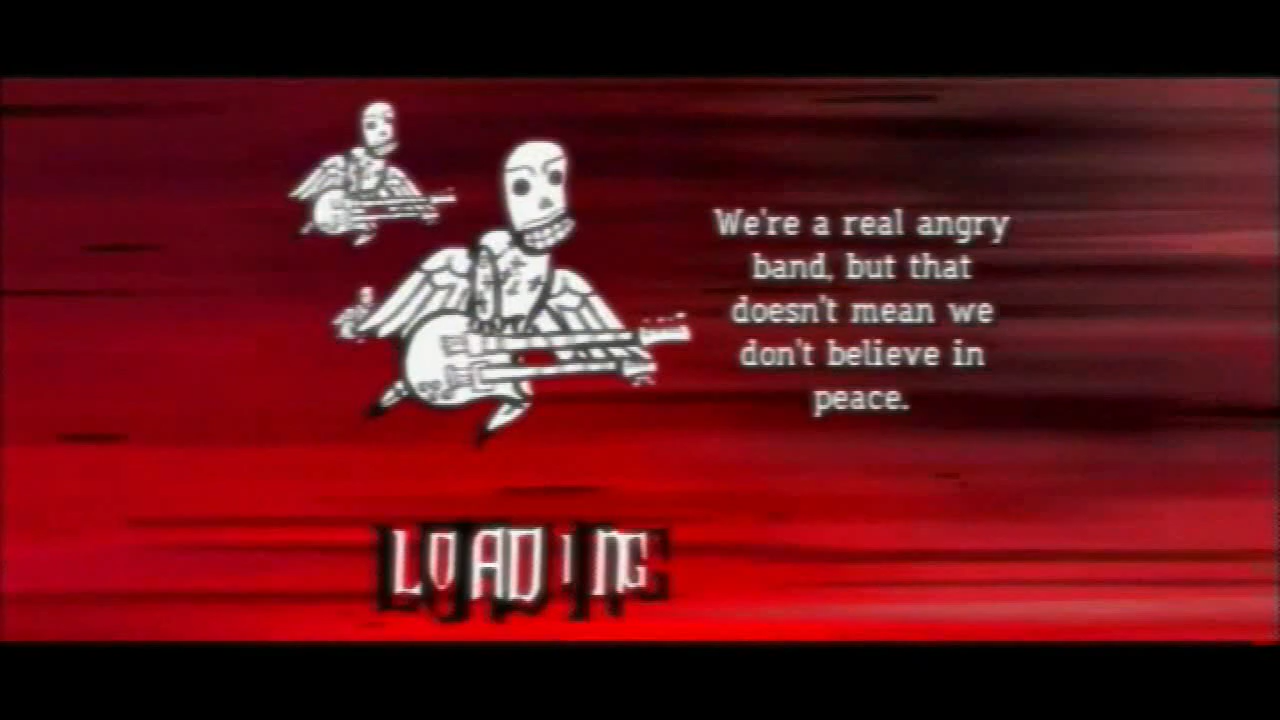 We're a real angry
band, but that
doesn't mean we
don't believe in
peace.
LOADING